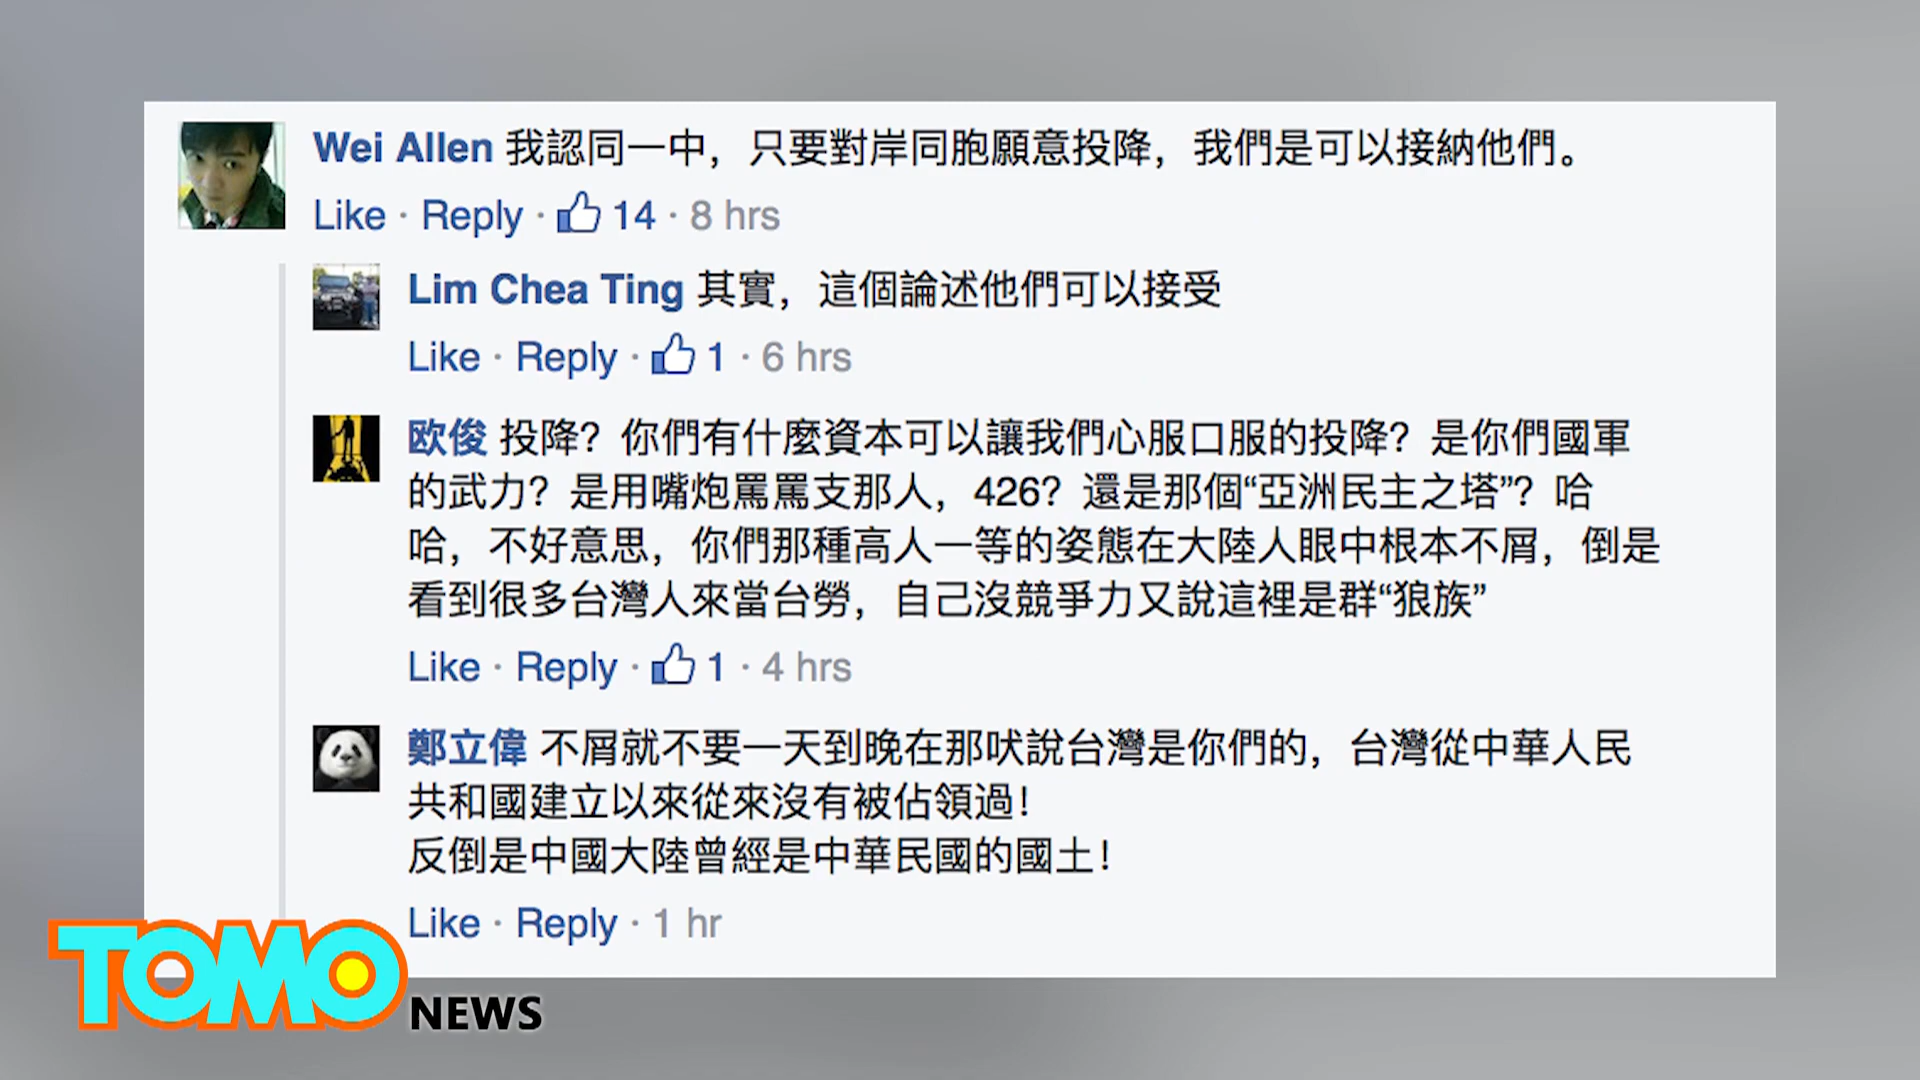 Wei Allen 我認同一中，只要對岸同胞願意投降，我們是可以接納他們。
Like · Reply · 14 · 8 hrs
Lim Chea Ting 其實，這個論述他們可以接受
Like · Reply · 1 · 6 hrs
欧俊 投降？你們有什麼資本可以讓我們心服口服的投降？是你們國軍
的武力？是用嘴炮罵罵支那人，426？還是那個“亞洲民主之塔”？哈
哈，不好意思，你們那種高人一等的姿態在大陸人眼中根本不屑，倒是
看到很多台灣人來當台勞，自己沒競爭力又說這裡是群“狼族”
Like · Reply · 1 · 4 hrs
鄭立偉 不屑就不要一天到晚在那吠說台灣是你們的，台灣從中華人民
共和國建立以來從來沒有被佔領過！
反倒是中國大陸曾經是中華民國的國土！
Like · Reply · 1 hr
TOMO NEWS